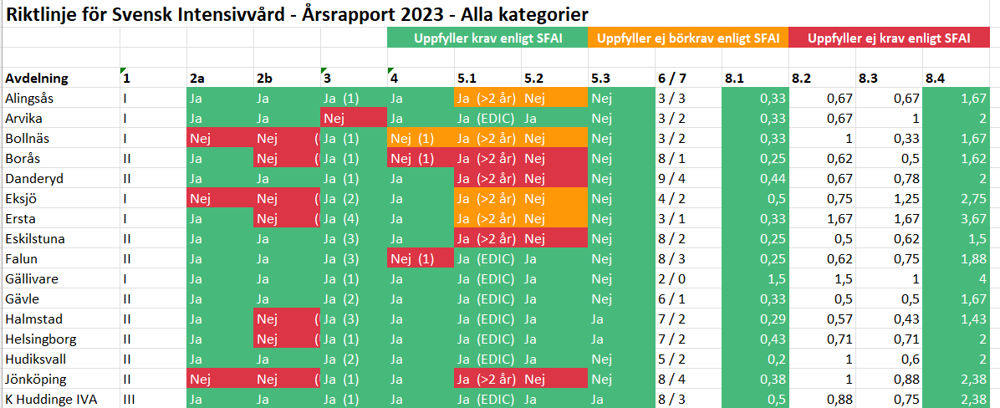 Riktlinje för Svensk Intensivvård - Årsrapport 2023 - Alla kategorier
Uppfyller krav enligt SFAI Uppfyller ej börkrav enligt SFAI Uppfyller ej krav enligt SFAI
Avdelning 1 2a 2b 3 4 5.1 5.2 5.3 6 / 7 8.1 8.2 8.3 8.4
Alingsås I Ja Ja Ja (1) Ja Ja (>2 år) Nej Nej 3 / 3 0,33 0,67 0,67 1,67
Arvika I Ja Ja Nej Ja Ja (EDIC) Ja Nej 3 / 2 0,33 0,67 1 2
Bollnäs I Nej Nej ( Ja (1) Nej (1) Ja (>2 år) Nej Nej 3 / 2 0,33 1 0,33 1,67
Borås II Ja Nej ( Ja (1) Nej (1) Ja (>2 år) Nej Nej 8 / 1 0,25 0,62 0,5 1,62
Danderyd II Ja Ja Ja (1) Ja Ja (>2 år) Nej Nej 9 / 4 0,44 0,67 0,78 2
Eksjö I Nej Nej ( Ja (2) Ja Ja (>2 år) Nej Nej 4 / 2 0,5 0,75 1,25 2,75
Ersta I Ja Nej ( Ja (4) Ja Ja (>2 år) Nej Nej 3 / 1 0,33 1,67 1,67 3,67
Eskilstuna II Ja Ja Ja (3) Ja Ja (>2 år) Nej Nej 8 / 2 0,25 0,5 0,62 1,5
Falun II Ja Ja Ja (3) Nej (1) Ja (EDIC) Ja Nej 8 / 3 0,25 0,62 0,75 1,88
Gällivare I Ja Ja Ja (1) Ja Ja (EDIC) Ja Nej 2 / 0 1,5 1,5 1 4
Gävle II Ja Ja Ja (2) Ja Ja (EDIC) Ja Nej 6 / 1 0,33 0,5 0,5 1,67
Halmstad II Ja Nej ( Ja (3) Ja Ja (EDIC) Ja Ja 7 / 2 0,29 0,57 0,43 1,43
Helsingborg II Ja Nej ( Ja (1) Ja Ja (EDIC) Ja Ja 7 / 2 0,43 0,71 0,71 2
Hudiksvall II Ja Ja Ja (2) Ja Ja (EDIC) Ja Nej 5 / 2 0,2 1 0,6 2
Jönköping II Nej Nej ( Ja (1) Ja Ja (>2 år) Nej Nej 8 / 4 0,38 1 0,88 2,38
K Huddinge IVA III Ja Ja Ja (1) Ja Ja (EDIC) Ja Ja 8 / 3 0,5 0,88 0,75 2,38